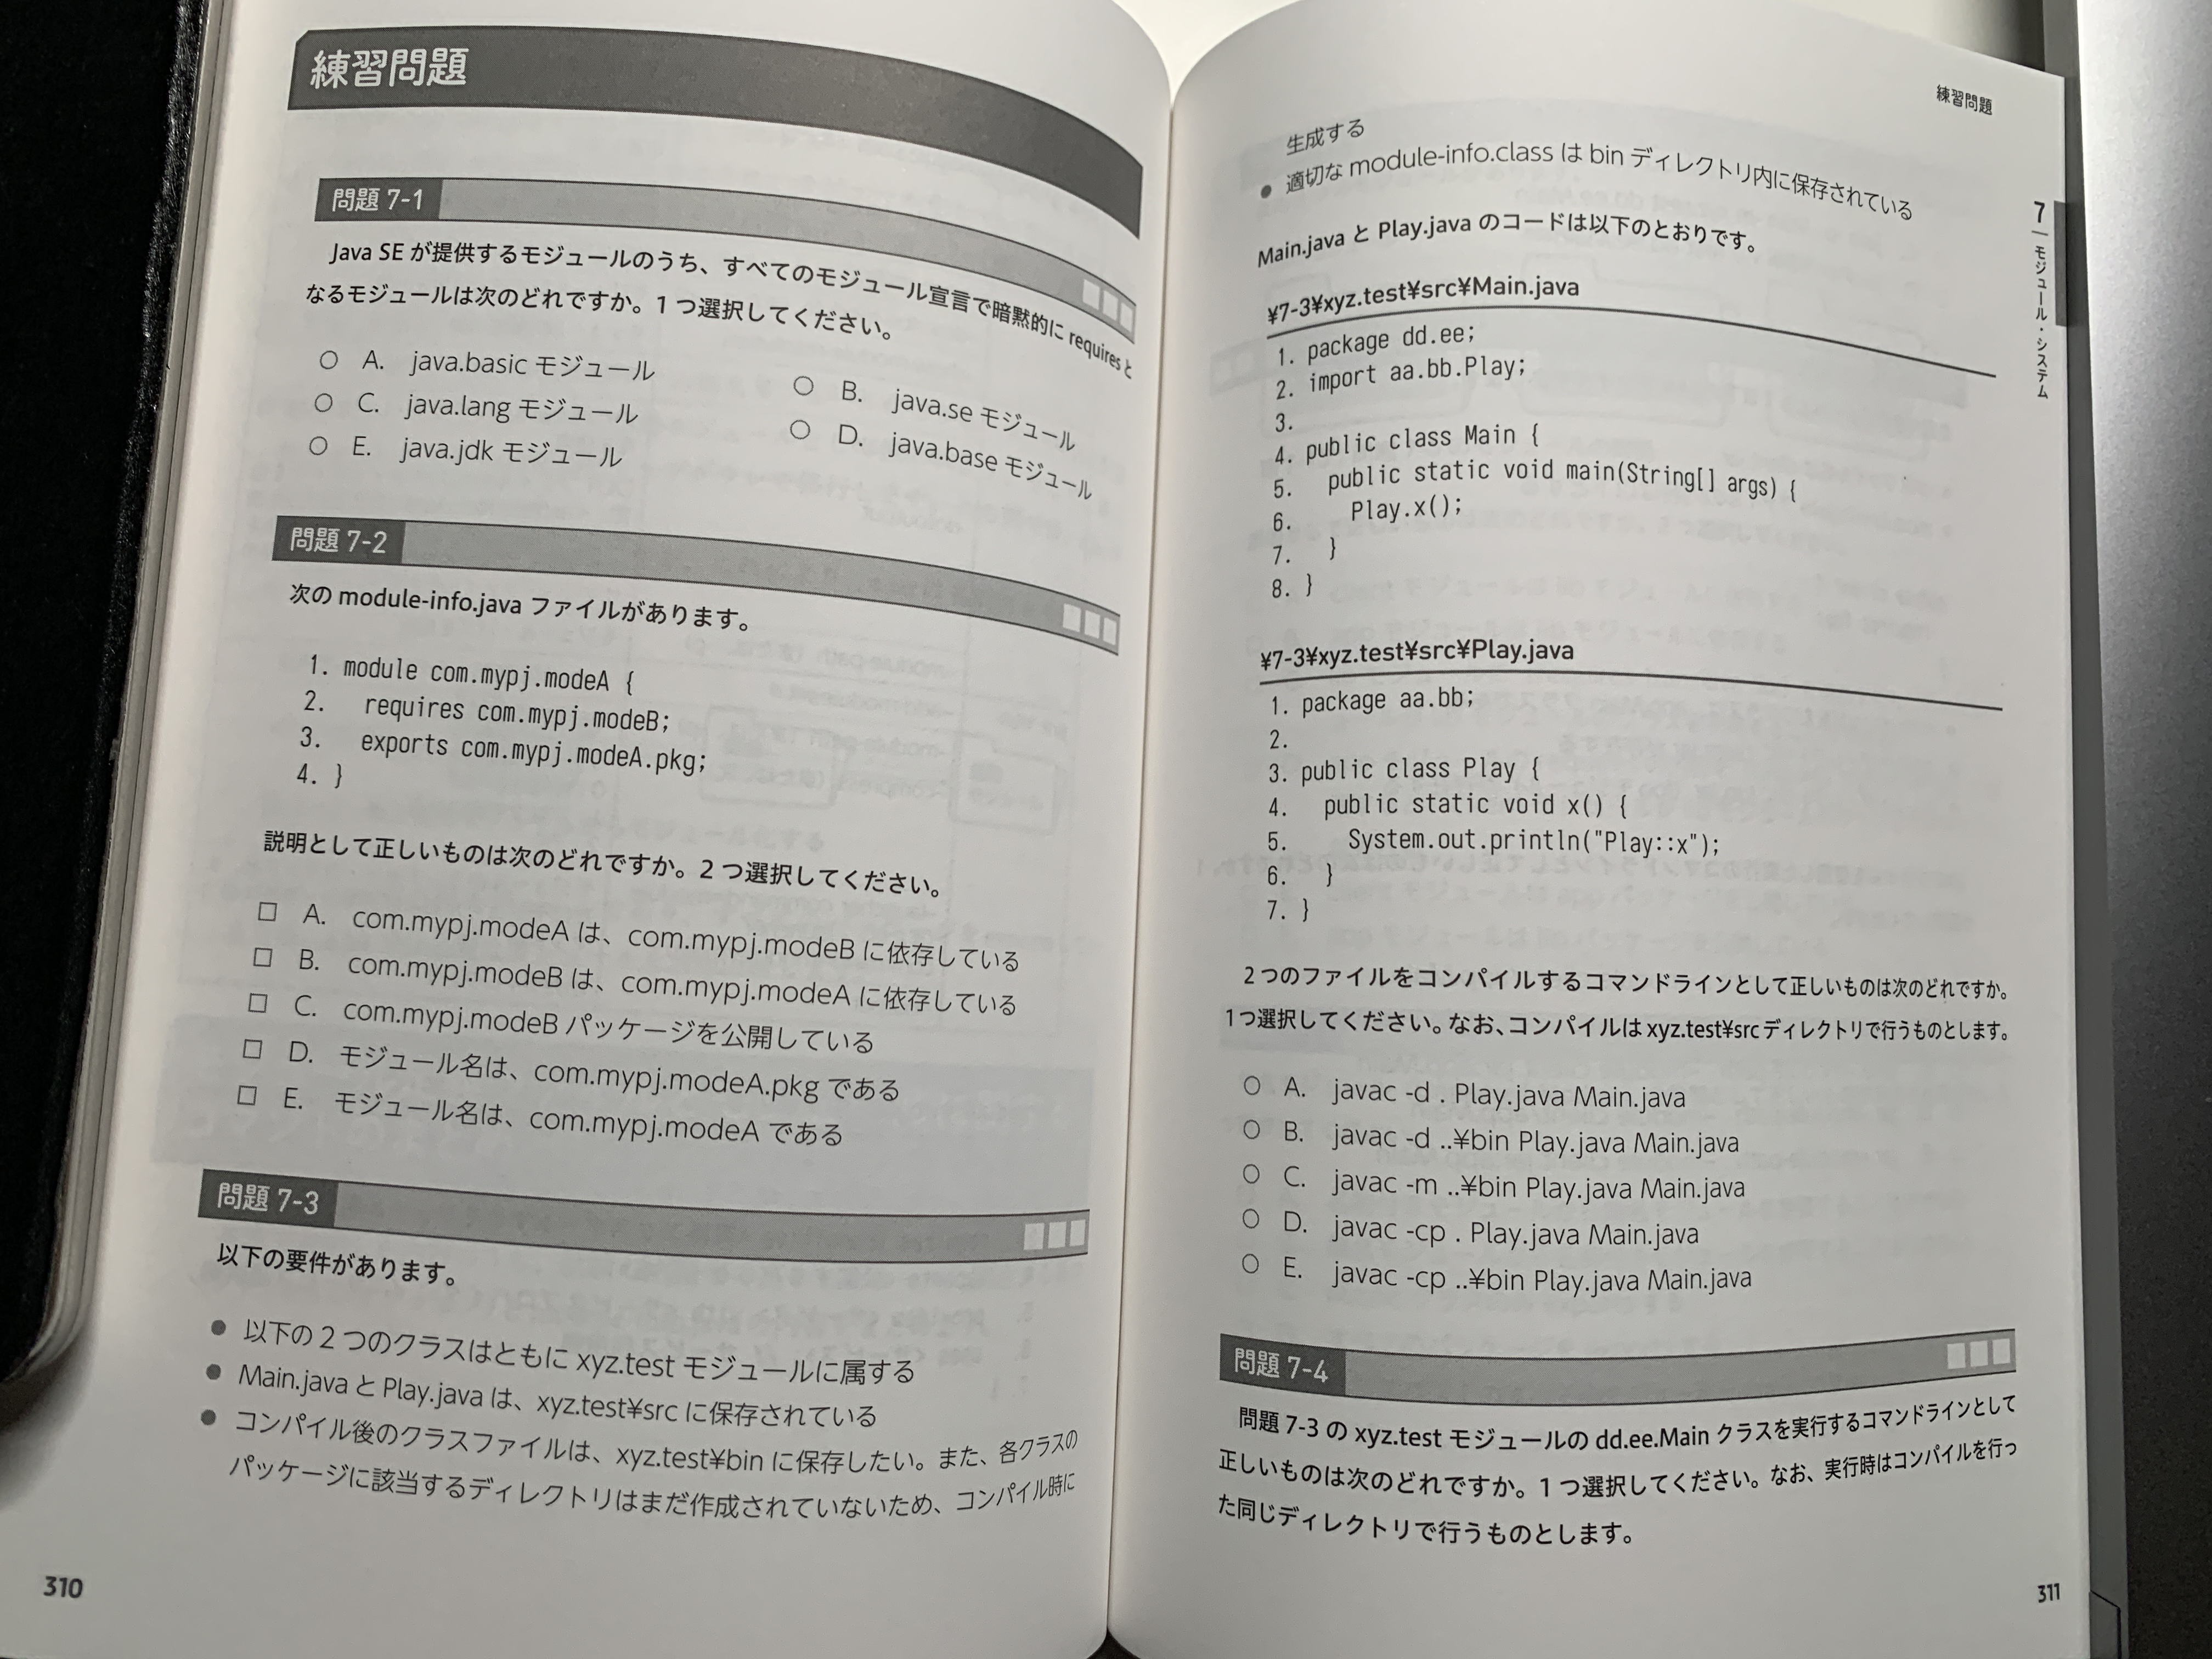 練習問題
問題 7-1
Java SE が提供するモジュールのうち、すべてのモジュール宣言で暗黙的に requires と
なるモジュールは次のどれですか。1 つ選択してください。
○ A. java.basic モジュール
○ B. java.se モジュール
○ C. java.lang モジュール
○ D. java.base モジュール
○ E. java.jdk モジュール
問題 7-2
次の module-info.java ファイルがあります。
1. module com.mypj.modeA {
2.   requires com.mypj.modeB;
3.   exports com.mypj.modeA.pkg;
4. }
説明として正しいものは次のどれですか。2 つ選択してください。
□ A. com.mypj.modeA は、com.mypj.modeB に依存している
□ B. com.mypj.modeB は、com.mypj.modeA に依存している
□ C. com.mypj.modeB パッケージを公開している
□ D. モジュール名は、com.mypj.modeA.pkg である
□ E. モジュール名は、com.mypj.modeA である
問題 7-3
以下の要件があります。
● 以下の 2 つのクラスはともに xyz.test モジュールに属する
● Main.java と Play.java は、xyz.test¥src に保存されている
● コンパイル後のクラスファイルは、xyz.test¥bin に保存したい。また、各クラスの
パッケージに該当するディレクトリはまだ作成されていないため、コンパイル時に
310
練習問題
生成する
● 適切な module-info.class は bin ディレクトリ内に保存されている
Main.java と Play.java のコードは以下のとおりです。
¥7-3¥xyz.test¥src¥Main.java
1. package dd.ee;
2. import aa.bb.Play;
3.
4. public class Main {
5.   public static void main(String[] args) {
6.     Play.x();
7.   }
8. }
¥7-3¥xyz.test¥src¥Play.java
1. package aa.bb;
2.
3. public class Play {
4.   public static void x() {
5.     System.out.println("Play::x");
6.   }
7. }
2 つのファイルをコンパイルするコマンドラインとして正しいものは次のどれですか。
1 つ選択してください。なお、コンパイルは xyz.test¥src ディレクトリで行うものとします。
○ A. javac -d . Play.java Main.java
○ B. javac -d ..¥bin Play.java Main.java
○ C. javac -m ..¥bin Play.java Main.java
○ D. javac -cp . Play.java Main.java
○ E. javac -cp ..¥bin Play.java Main.java
問題 7-4
問題 7-3 の xyz.test モジュールの dd.ee.Main クラスを実行するコマンドラインとして
正しいものは次のどれですか。1 つ選択してください。なお、実行時はコンパイルを行っ
た同じディレクトリで行うものとします。
7 モジュール・システム
311